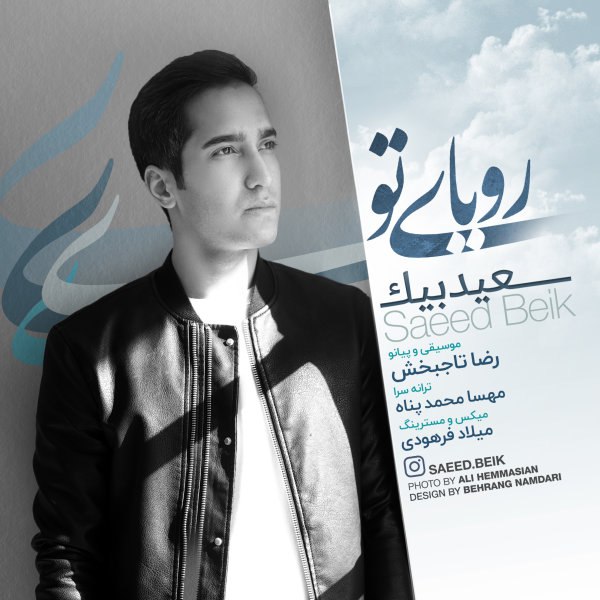 رویای تو
سعید بیک
Saeed Beik
موسیقی و پیانو
رضا تاجبخش
ترانه سرا
مهسا محمد پناه
میکس و مسترینگ
میلاد فرهودی
SAEED.BEIK
PHOTO BY ALI HEMMASIAN
DESIGN BY BEHRANG NAMDARI